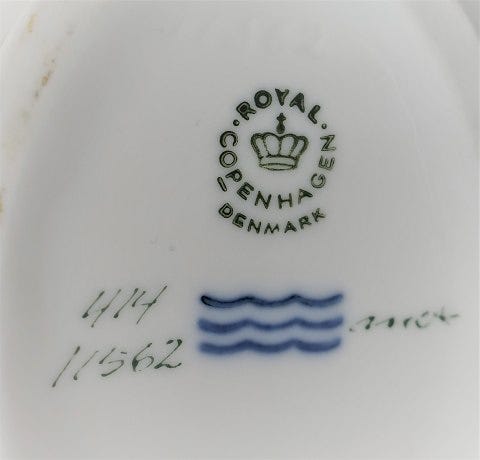 ROYAL
COPENHAGEN
DENMARK
414
11562